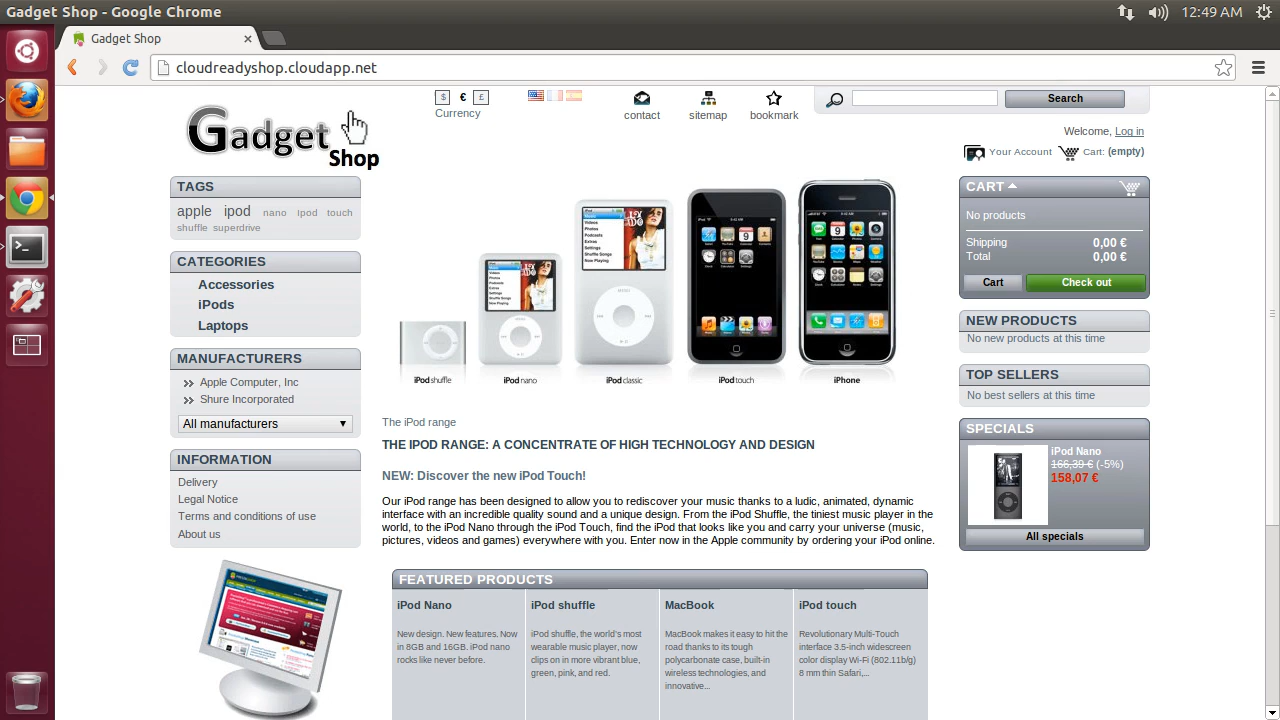 Gadget Shop - Google Chrome
12:49 AM
Gadget Shop
cloudreadyshop.cloudapp.net
$ € £
Currency
contact
sitemap
bookmark
Search
Gadget
Shop
Welcome, Log in
Your Account
Cart: (empty)
TAGS
apple ipod nano Ipod touch
shuffle superdrive
CATEGORIES
Accessories
iPods
Laptops
MANUFACTURERS
Apple Computer, Inc
Shure Incorporated
All manufacturers
INFORMATION
Delivery
Legal Notice
Terms and conditions of use
About us
iPod shuffle
iPod nano
iPod classic
iPod touch
iPhone
The iPod range
THE IPOD RANGE: A CONCENTRATE OF HIGH TECHNOLOGY AND DESIGN
NEW: Discover the new iPod Touch!
Our iPod range has been designed to allow you to rediscover your music thanks to a ludic, animated, dynamic
interface with an incredible quality sound and a unique design. From the iPod Shuffle, the tiniest music player in the
world, to the iPod Nano through the iPod Touch, find the iPod that looks like you and carry your universe (music,
pictures, videos and games) everywhere with you. Enter now in the Apple community by ordering your iPod online.
FEATURED PRODUCTS
iPod Nano
New design. New features. Now
in 8GB and 16GB. iPod nano
rocks like never before.
iPod shuffle
iPod shuffle, the world's most
wearable music player, now
clips on in more vibrant blue,
green, pink, and red.
MacBook
MacBook makes it easy to hit the
road thanks to its tough
polycarbonate case, built-in
wireless technologies, and
innovative...
iPod touch
Revolutionary Multi-Touch
interface 3.5-inch widescreen
color display Wi-Fi (802.11b/g)
8 mm thin Safari,...
CART
No products
Shipping 0,00 €
Total 0,00 €
Cart
Check out
NEW PRODUCTS
No new products at this time
TOP SELLERS
No best sellers at this time
SPECIALS
iPod Nano
166,39 € (-5%)
158,07 €
All specials